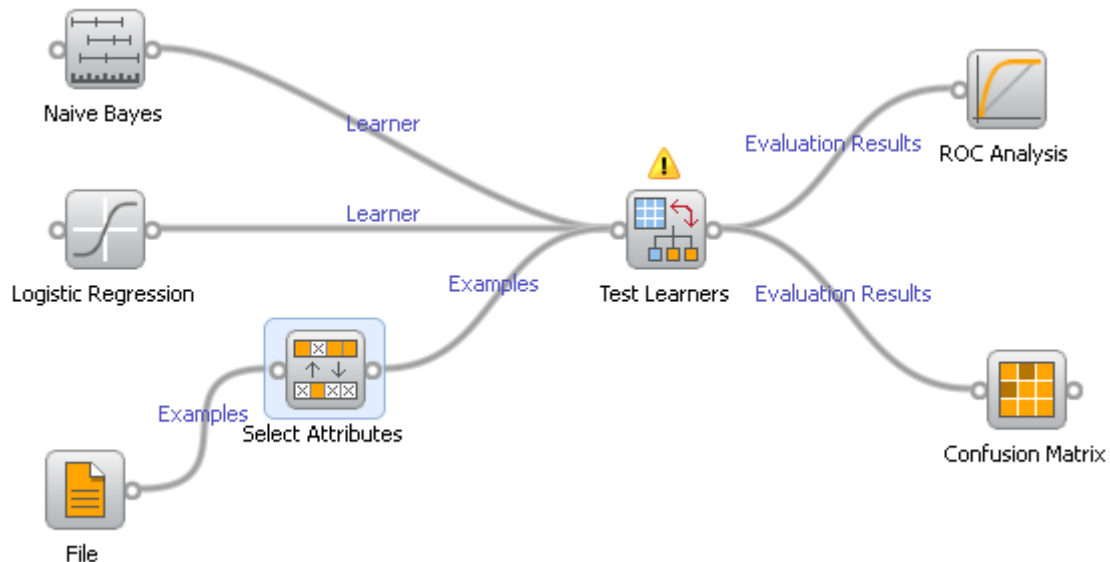 Naive Bayes
Learner
Evaluation Results
ROC Analysis
Logistic Regression
Learner
Examples
Test Learners
Evaluation Results
Examples
Select Attributes
Confusion Matrix
File